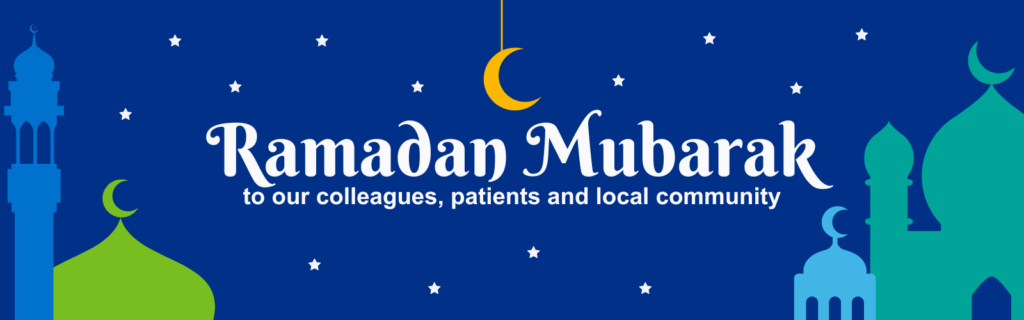 Ramadan Mubarak
to our colleagues, patients and local community